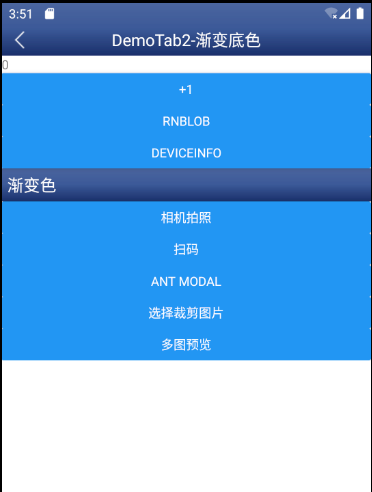 3:51
DemoTab2-渐变底色
0
+1
RNBLOB
DEVICEINFO
渐变色
相机拍照
扫码
ANT MODAL
选择裁剪图片
多图预览